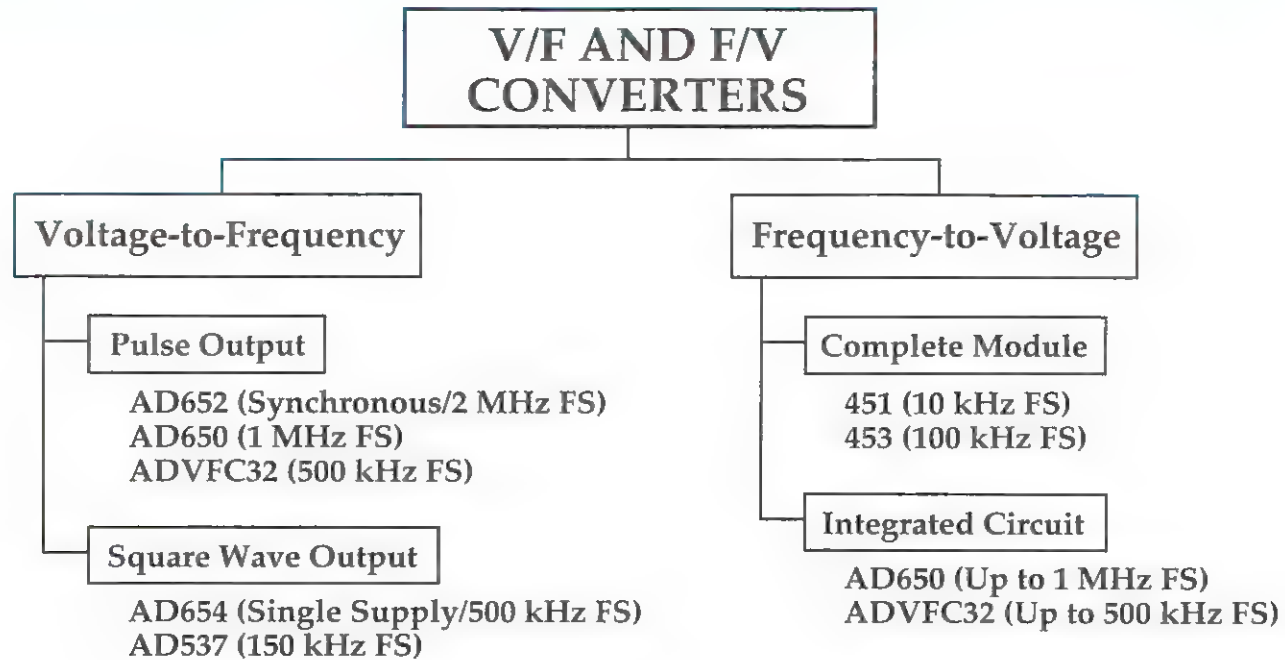 V/F AND F/V
CONVERTERS
Voltage-to-Frequency
Pulse Output
AD652 (Synchronous/2 MHz FS)
AD650 (1 MHz FS)
ADVFC32 (500 kHz FS)
Square Wave Output
AD654 (Single Supply/500 kHz FS)
AD537 (150 kHz FS)
Frequency-to-Voltage
Complete Module
451 (10 kHz FS)
453 (100 kHz FS)
Integrated Circuit
AD650 (Up to 1 MHz FS)
ADVFC32 (Up to 500 kHz FS)